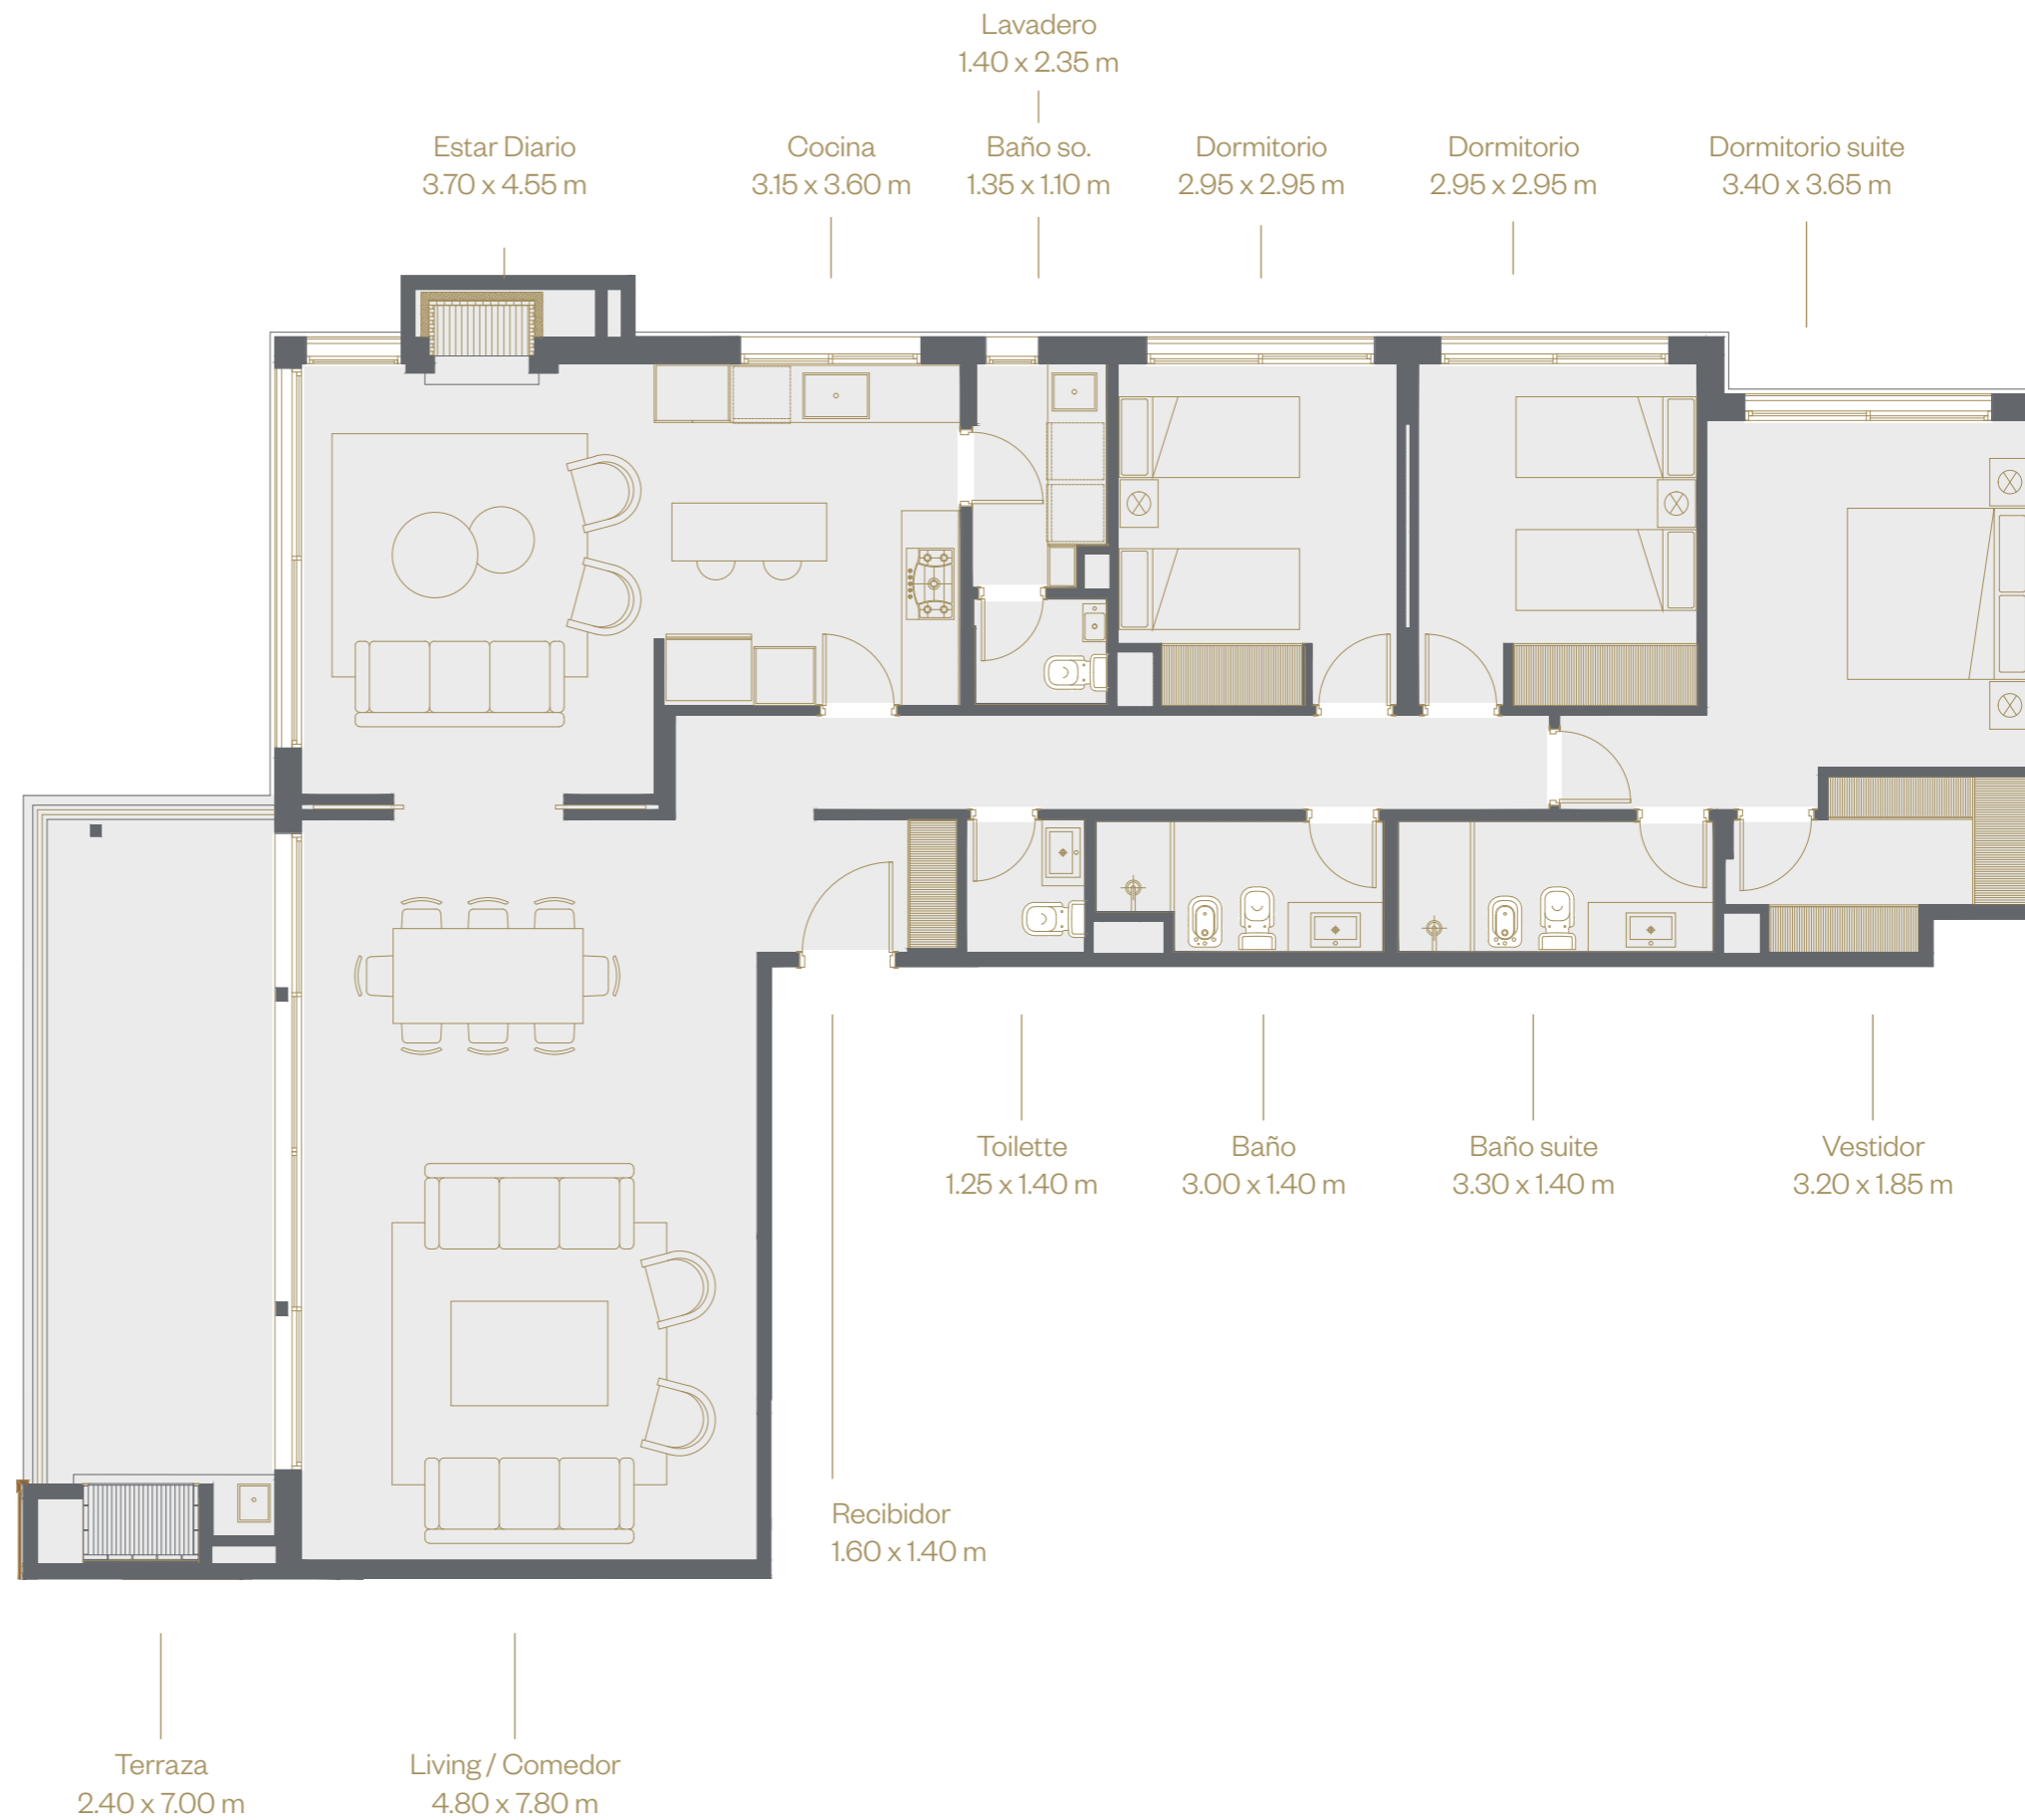 Lavadero
1.40 x 2.35 m
Estar Diario
3.70 x 4.55 m
Cocina
3.15 x 3.60 m
Baño so.
1.35 x 1.10 m
Dormitorio
2.95 x 2.95 m
Dormitorio
2.95 x 2.95 m
Dormitorio suite
3.40 x 3.65 m
Toilette
1.25 x 1.40 m
Baño
3.00 x 1.40 m
Baño suite
3.30 x 1.40 m
Vestidor
3.20 x 1.85 m
Recibidor
1.60 x 1.40 m
Terraza
2.40 x 7.00 m
Living / Comedor
4.80 x 7.80 m